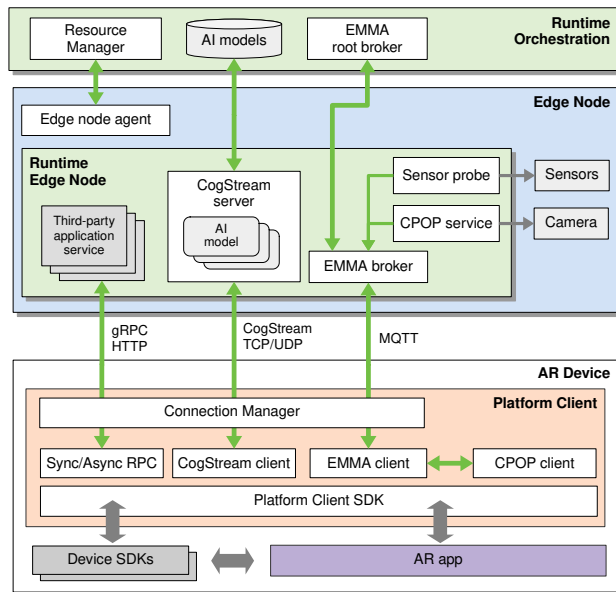 Resource
Manager
AI models
EMMA
root broker
Runtime
Orchestration
Edge Node
Edge node agent
Runtime
Edge Node
CogStream
server
AI
model
Third-party
application
service
Sensor probe
Sensors
CPOP service
Camera
EMMA broker
gRPC
HTTP
CogStream
TCP/UDP
MQTT
AR Device
Platform Client
Connection Manager
Sync/Async RPC
CogStream client
EMMA client
CPOP client
Platform Client SDK
Device SDKs
AR app